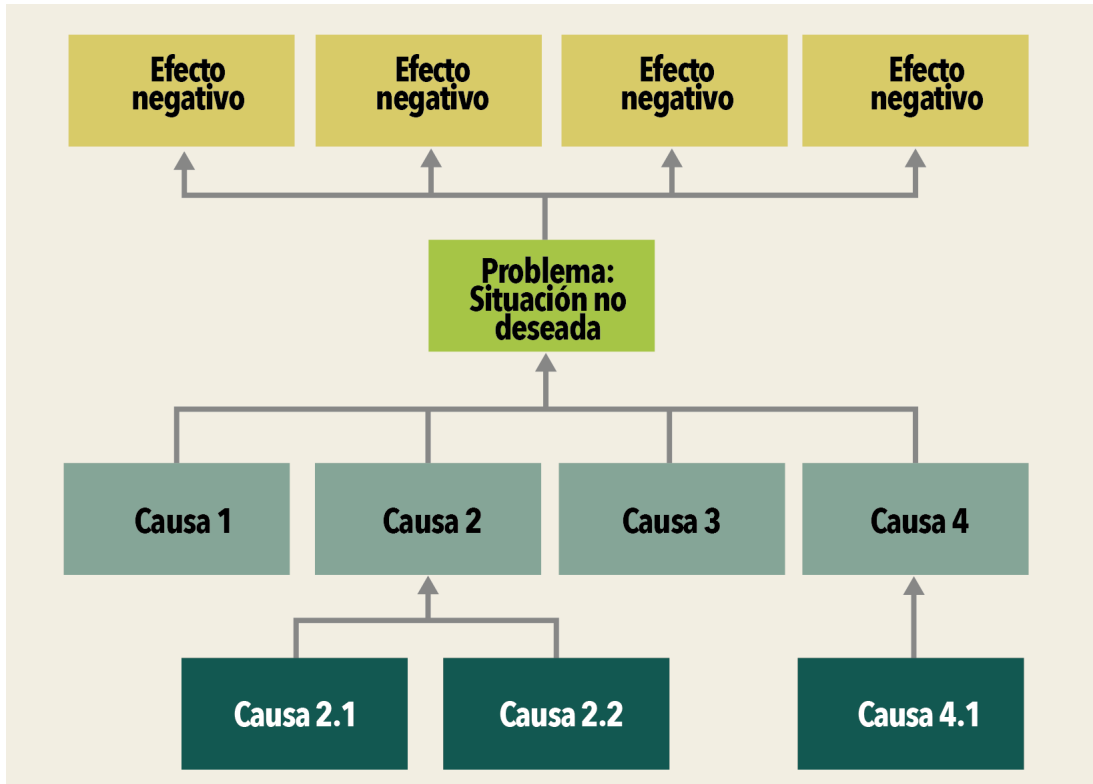 Efecto
negativo
Efecto
negativo
Efecto
negativo
Efecto
negativo
Problema:
Situación no
deseada
Causa 1
Causa 2
Causa 3
Causa 4
Causa 2.1
Causa 2.2
Causa 4.1